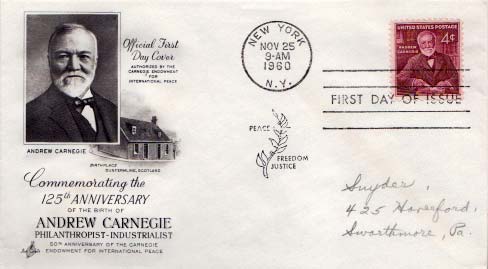 Official First
Day Cover
AUTHORIZED BY THE
CARNEGIE ENDOWMENT
FOR
INTERNATIONAL PEACE
ANDREW CARNEGIE
BIRTHPLACE
DUNFERMLINE, SCOTLAND
Commemorating the
125th ANNIVERSARY
OF THE BIRTH OF
ANDREW CARNEGIE
PHILANTHROPIST-INDUSTRIALIST
50TH ANNIVERSARY OF THE CARNEGIE
ENDOWMENT FOR INTERNATIONAL PEACE
NEW YORK
NOV 25
9-AM
1960
N.Y.
UNITED STATES POSTAGE
4¢
ANDREW
CARNEGIE
FIRST DAY OF ISSUE
PEACE
FREEDOM
JUSTICE
Snyder,
425 Haverford,
Swarthmore, Pa.